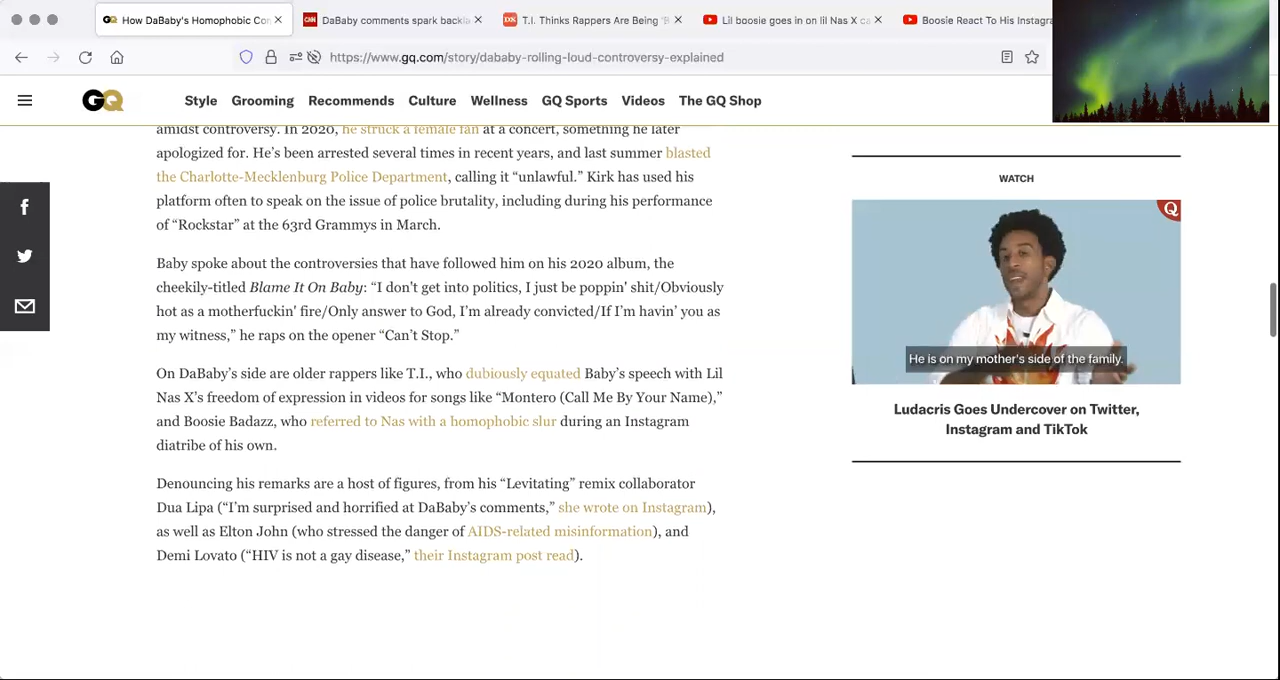 How DaBaby's Homophobic Con
DaBaby comments spark backla
T.I. Thinks Rappers Are Being 'B
Lil boosie goes in on lil Nas X ca
Boosie React To His Instagra
https://www.gq.com/story/dababy-rolling-loud-controversy-explained
GQ
Style
Grooming
Recommends
Culture
Wellness
GQ Sports
Videos
The GQ Shop
amidst controversy. In 2020, he struck a female fan at a concert, something he later
apologized for. He’s been arrested several times in recent years, and last summer blasted
the Charlotte-Mecklenburg Police Department, calling it “unlawful.” Kirk has used his
platform often to speak on the issue of police brutality, including during his performance
of “Rockstar” at the 63rd Grammys in March.
Baby spoke about the controversies that have followed him on his 2020 album, the
cheekily-titled Blame It On Baby: “I don't get into politics, I just be poppin' shit/Obviously
hot as a motherfuckin' fire/Only answer to God, I’m already convicted/If I’m havin’ you as
my witness,” he raps on the opener “Can’t Stop.”
On DaBaby’s side are older rappers like T.I., who dubiously equated Baby’s speech with Lil
Nas X’s freedom of expression in videos for songs like “Montero (Call Me By Your Name),”
and Boosie Badazz, who referred to Nas with a homophobic slur during an Instagram
diatribe of his own.
Denouncing his remarks are a host of figures, from his “Levitating” remix collaborator
Dua Lipa (“I’m surprised and horrified at DaBaby’s comments,” she wrote on Instagram),
as well as Elton John (who stressed the danger of AIDS-related misinformation), and
Demi Lovato (“HIV is not a gay disease,” their Instagram post read).
WATCH
Q
He is on my mother's side of the family.
Ludacris Goes Undercover on Twitter,
Instagram and TikTok